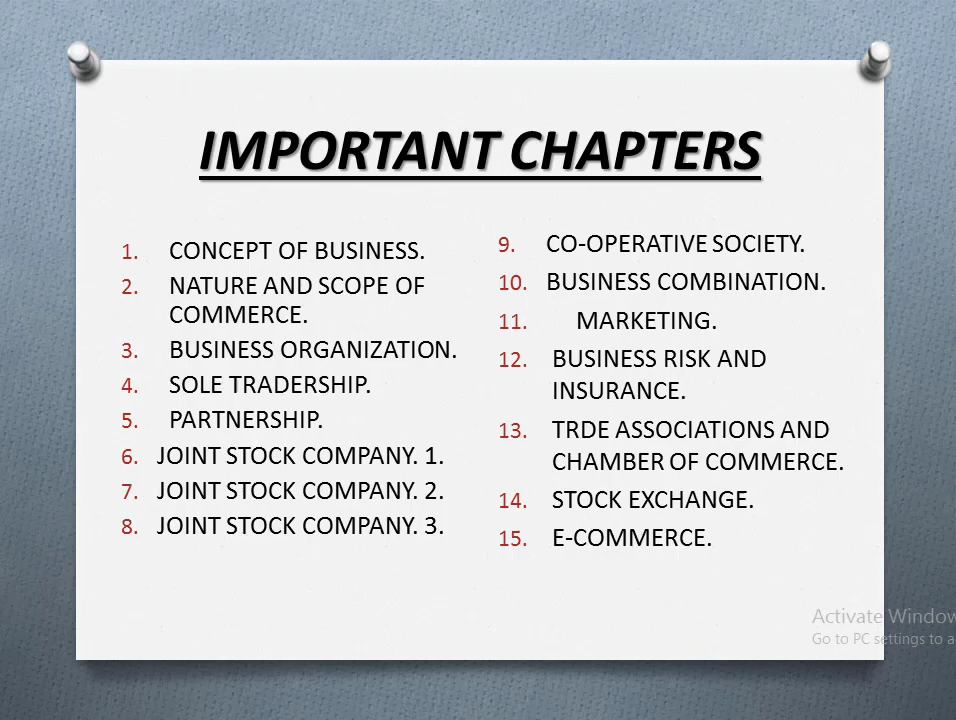 IMPORTANT CHAPTERS
1. CONCEPT OF BUSINESS.
2. NATURE AND SCOPE OF
COMMERCE.
3. BUSINESS ORGANIZATION.
4. SOLE TRADERSHIP.
5. PARTNERSHIP.
6. JOINT STOCK COMPANY. 1.
7. JOINT STOCK COMPANY. 2.
8. JOINT STOCK COMPANY. 3.
9. CO-OPERATIVE SOCIETY.
10. BUSINESS COMBINATION.
11. MARKETING.
12. BUSINESS RISK AND
INSURANCE.
13. TRDE ASSOCIATIONS AND
CHAMBER OF COMMERCE.
14. STOCK EXCHANGE.
15. E-COMMERCE.
Activate Window
Go to PC settings to a